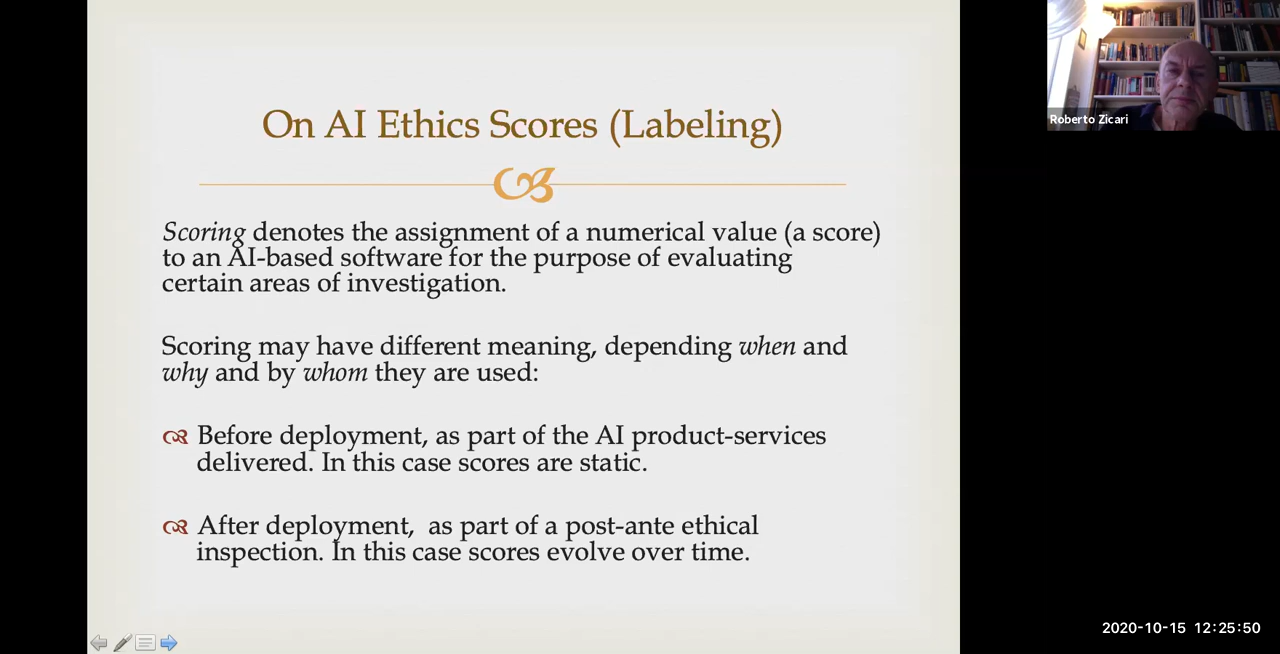 On AI Ethics Scores (Labeling)
Scoring denotes the assignment of a numerical value (a score)
to an AI-based software for the purpose of evaluating
certain areas of investigation.
Scoring may have different meaning, depending when and
why and by whom they are used:
Before deployment, as part of the AI product-services
delivered. In this case scores are static.
After deployment,  as part of a post-ante ethical
inspection. In this case scores evolve over time.
Roberto Zicari
2020-10-15 12:25:50